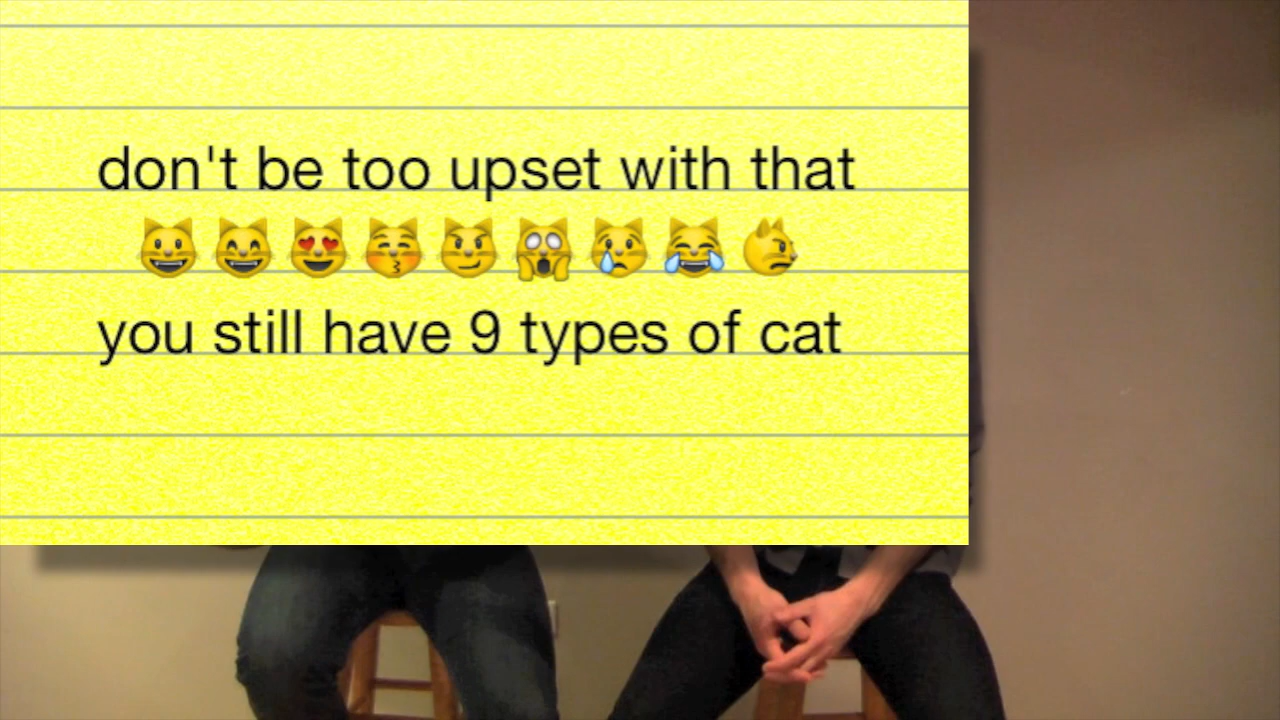 don't be too upset with that
😺😸😻😽😼🙀😿😹😾
you still have 9 types of cat